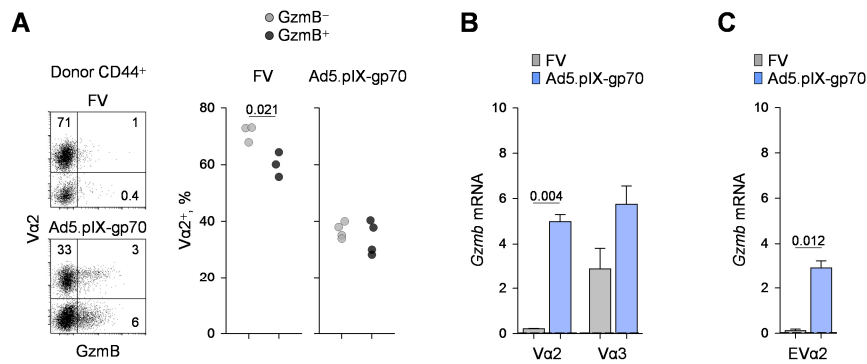 A
GzmB−
GzmB+
Donor CD44+
FV
71
1
0.4
Ad5.pIX-gp70
33
3
6
Vα2
GzmB
FV
Ad5.pIX-gp70
0.021
Vα2+, %
80
60
40
20
0
B
FV
Ad5.pIX-gp70
Gzmb mRNA
10
8
6
4
2
0
0.004
Vα2
Vα3
C
FV
Ad5.pIX-gp70
Gzmb mRNA
10
8
6
4
2
0
0.012
EVα2